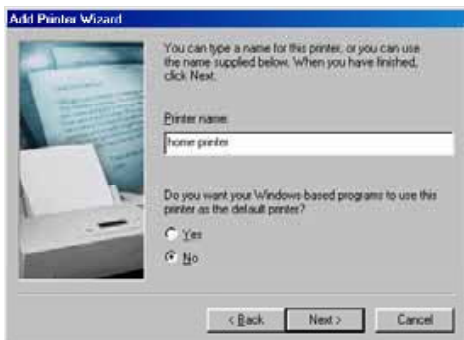 Add Printer Wizard
You can type a name for this printer, or you can use
the name supplied below. When you have finished,
click Next.
Printer name:
home printer
Do you want your Windows-based programs to use this
printer as the default printer?
Yes
No
< Back
Next >
Cancel